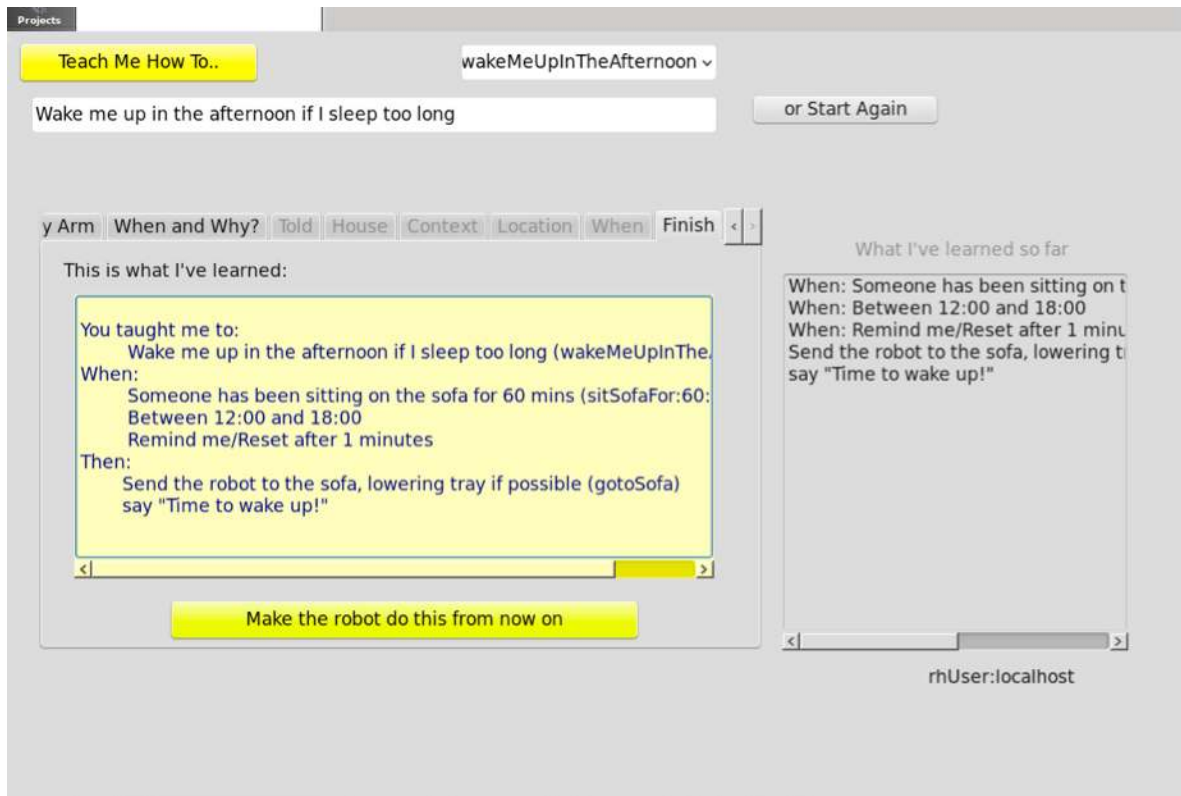 Projects
Teach Me How To..
wakeMeUpInTheAfternoon
Wake me up in the afternoon if I sleep too long
or Start Again
y Arm When and Why? Told House Context Location When Finish
This is what I've learned:
You taught me to:
Wake me up in the afternoon if I sleep too long (wakeMeUpInThe
When:
Someone has been sitting on the sofa for 60 mins (sitSofaFor:60:
Between 12:00 and 18:00
Remind me/Reset after 1 minutes
Then:
Send the robot to the sofa, lowering tray if possible (gotoSofa)
say "Time to wake up!"
Make the robot do this from now on
What I've learned so far
When: Someone has been sitting on t
When: Between 12:00 and 18:00
When: Remind me/Reset after 1 minu
Send the robot to the sofa, lowering t
say "Time to wake up!"
rhUser:localhost